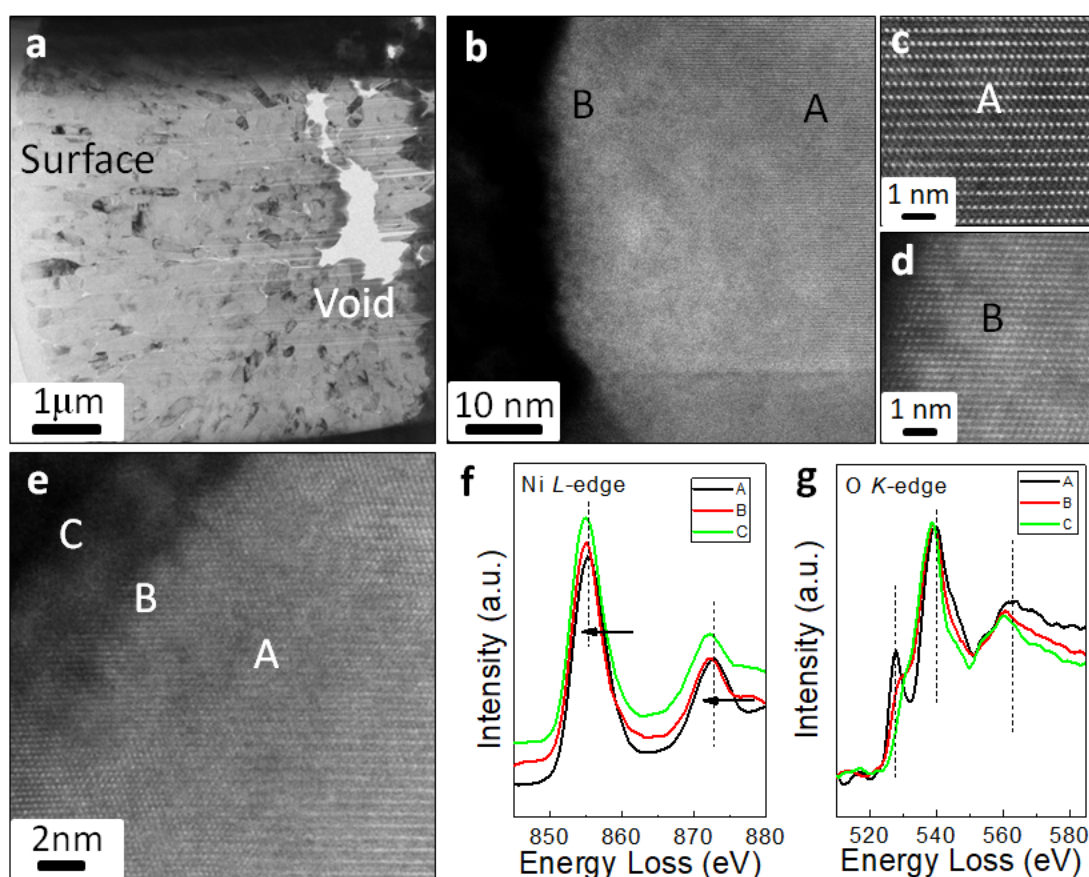 a
Surface
Void
1μm
b
B
A
10 nm
c
A
1 nm
d
B
1 nm
e
C
B
A
2nm
f
Ni L-edge
A
B
C
Intensity (a.u.)
850 860 870 880
Energy Loss (eV)
g
O K-edge
A
B
C
Intensity (a.u.)
520 540 560 580
Energy Loss (eV)